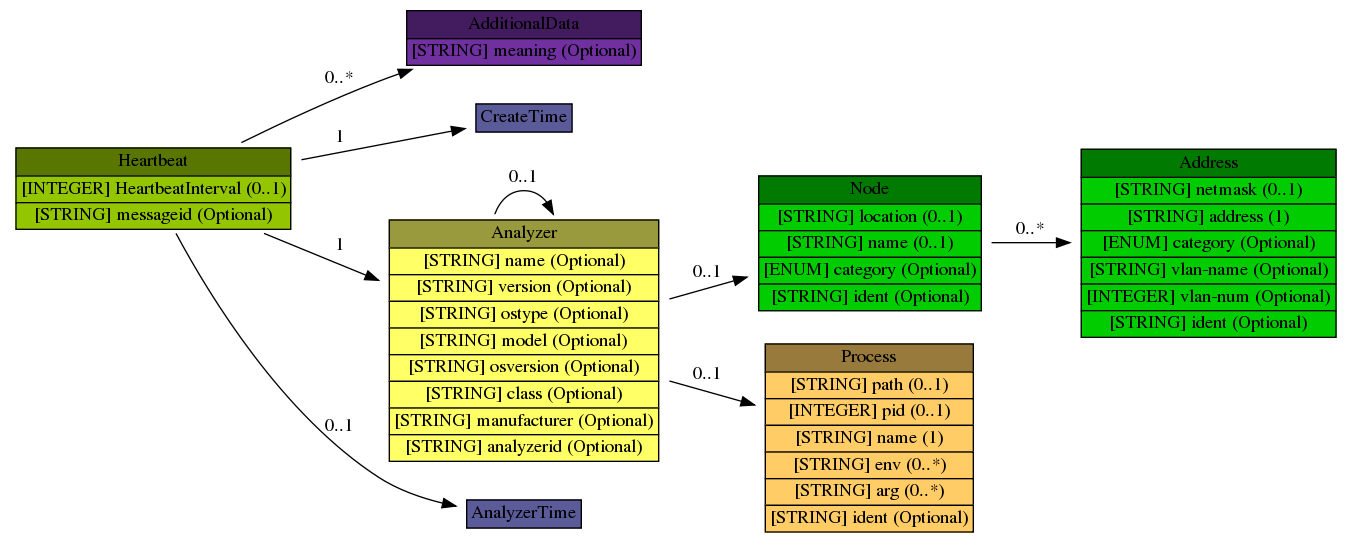 AdditionalData
[STRING] meaning (Optional)
0..*
CreateTime
1
Heartbeat
[INTEGER] HeartbeatInterval (0..1)
[STRING] messageid (Optional)
0..1
Analyzer
[STRING] name (Optional)
[STRING] version (Optional)
[STRING] ostype (Optional)
[STRING] model (Optional)
[STRING] osversion (Optional)
[STRING] class (Optional)
[STRING] manufacturer (Optional)
[STRING] analyzerid (Optional)
1
0..1
AnalyzerTime
0..1
Node
[STRING] location (0..1)
[STRING] name (0..1)
[ENUM] category (Optional)
[STRING] ident (Optional)
0..1
Process
[STRING] path (0..1)
[INTEGER] pid (0..1)
[STRING] name (1)
[STRING] env (0..*)
[STRING] arg (0..*)
[STRING] ident (Optional)
0..*
Address
[STRING] netmask (0..1)
[STRING] address (1)
[ENUM] category (Optional)
[STRING] vlan-name (Optional)
[INTEGER] vlan-num (Optional)
[STRING] ident (Optional)